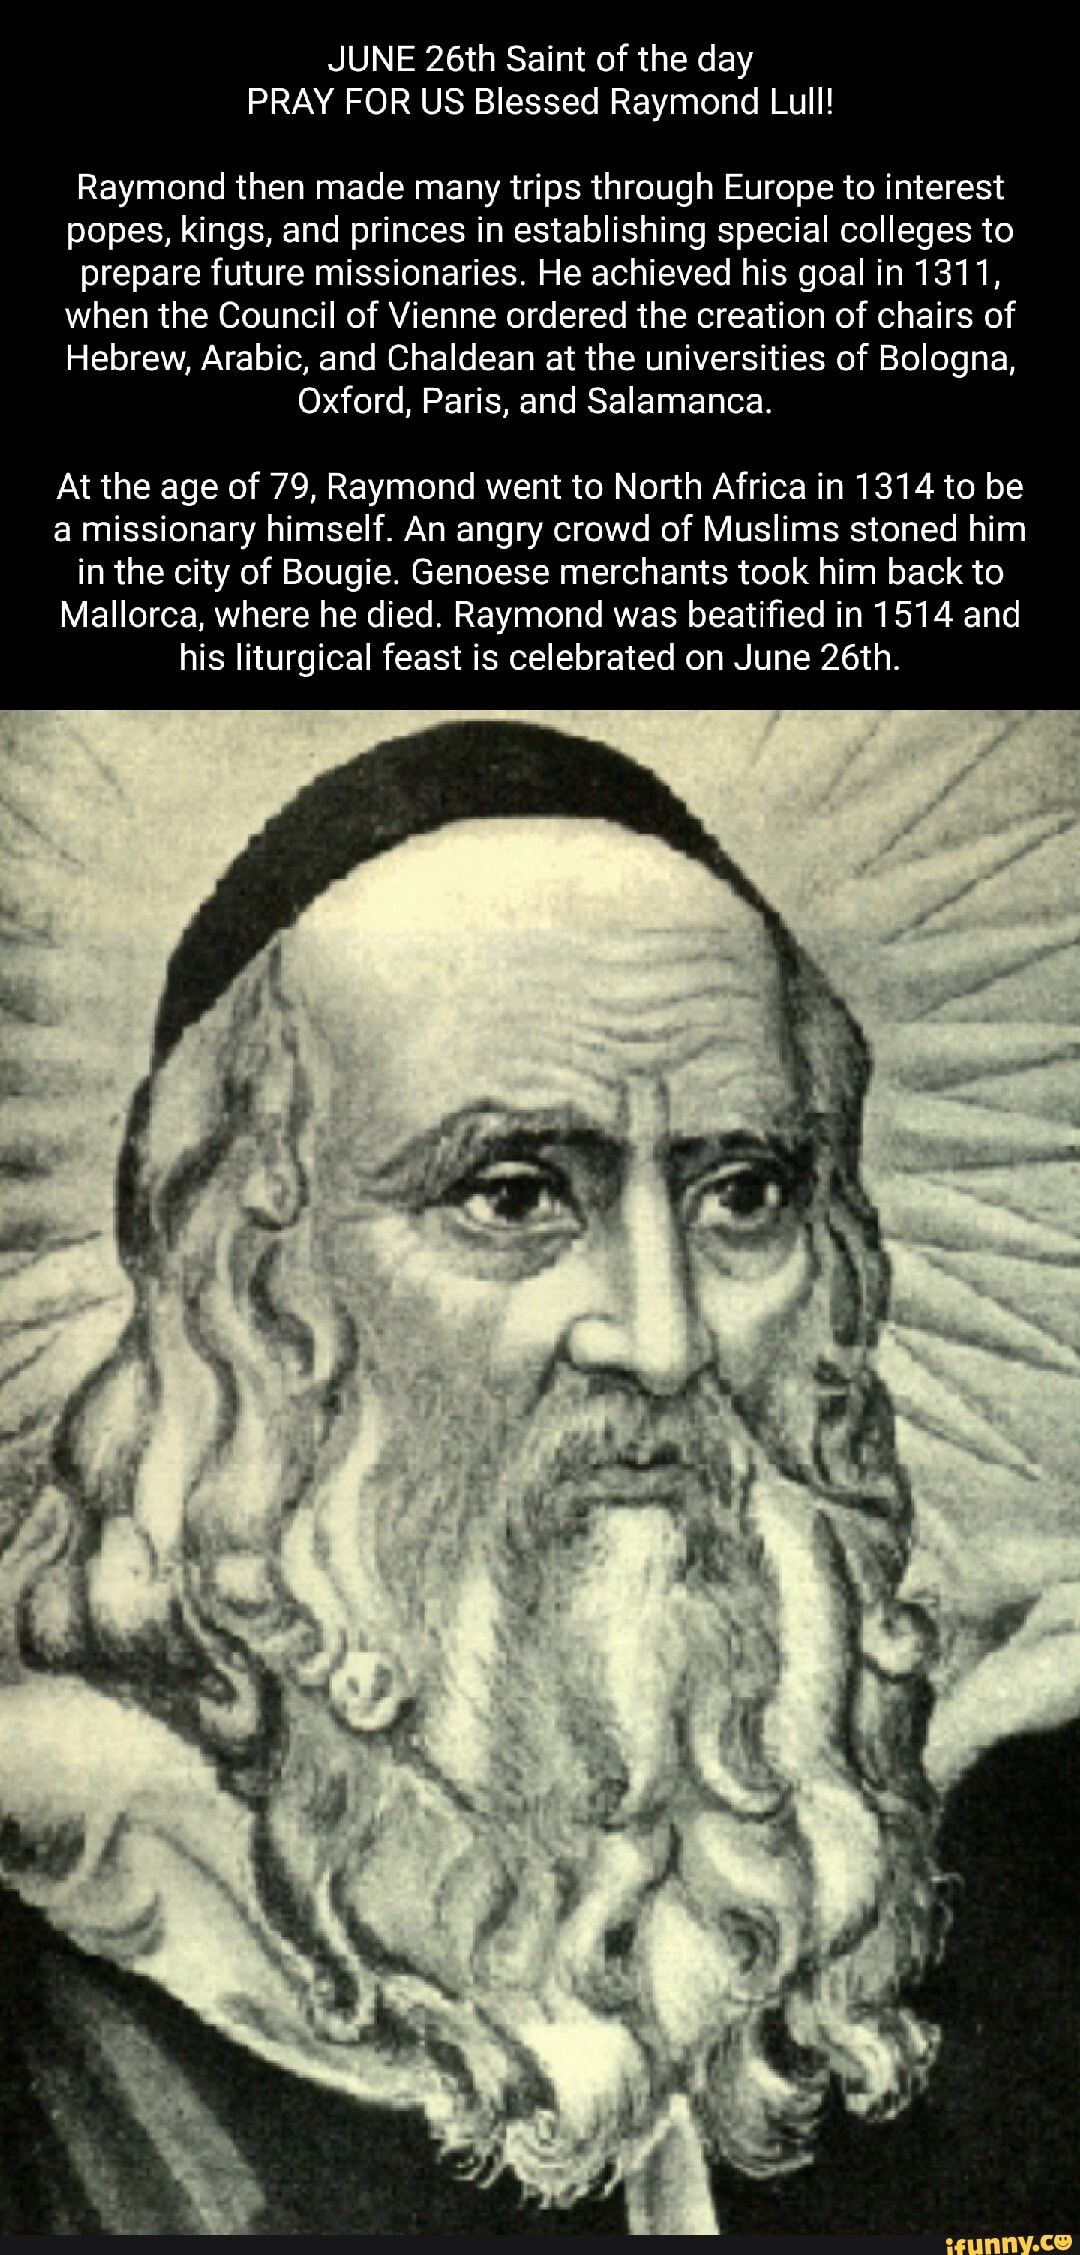 JUNE 26th Saint of the day
PRAY FOR US Blessed Raymond Lull!
Raymond then made many trips through Europe to interest
popes, kings, and princes in establishing special colleges to
prepare future missionaries. He achieved his goal in 1311,
when the Council of Vienne ordered the creation of chairs of
Hebrew, Arabic, and Chaldean at the universities of Bologna,
Oxford, Paris, and Salamanca.
At the age of 79, Raymond went to North Africa in 1314 to be
a missionary himself. An angry crowd of Muslims stoned him
in the city of Bougie. Genoese merchants took him back to
Mallorca, where he died. Raymond was beatified in 1514 and
his liturgical feast is celebrated on June 26th.
ifunny.co